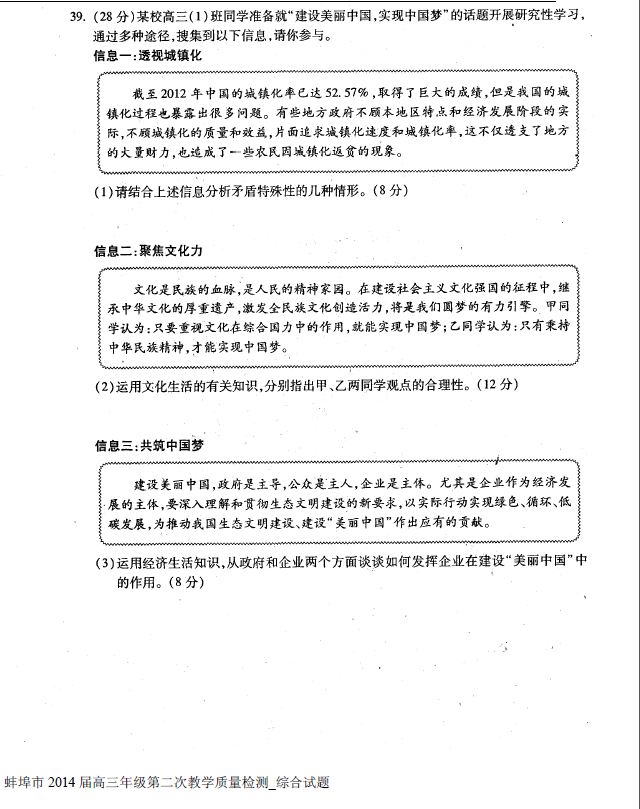 39. (28 分)某校高三(1)班同学准备就“建设美丽中国,实现中国梦”的话题开展研究性学习,
通过多种途径,搜集到以下信息,请你参与。
信息一:透视城镇化
截至 2012 年中国的城镇化率已达 52.57%,取得了巨大的成绩,但是我国的城
镇化过程也暴露出很多问题。有些地方政府不顾本地区特点和经济发展阶段的实
际,不顾城镇化的质量和效益,片面追求城镇化速度和城镇化率,这不仅透支了地方
的大量财力,也造成了一些农民因城镇化返贫的现象。
(1)请结合上述信息分析矛盾特殊性的几种情形。(8 分)
信息二:聚焦文化力
文化是民族的血脉,是人民的精神家园。在建设社会主义文化强国的征程中,继
承中华文化的厚重遗产,激发全民族文化创造活力,将是我们圆梦的有力引擎。甲同
学认为:只要重视文化在综合国力中的作用,就能实现中国梦;乙同学认为:只有秉持
中华民族精神,才能实现中国梦。
(2)运用文化生活的有关知识,分别指出甲、乙两同学观点的合理性。(12 分)
信息三:共筑中国梦
建设美丽中国,政府是主导,公众是主人,企业是主体。尤其是企业作为经济发
展的主体,要深入理解和贯彻生态文明建设的新要求,以实际行动实现绿色、循环、低
碳发展,为推动我国生态文明建设、建设“美丽中国”作出应有的贡献。
(3)运用经济生活知识,从政府和企业两个方面谈谈如何发挥企业在建设“美丽中国”中
的作用。(8 分)
蚌埠市 2014 届高三年级第二次教学质量检测_综合试题